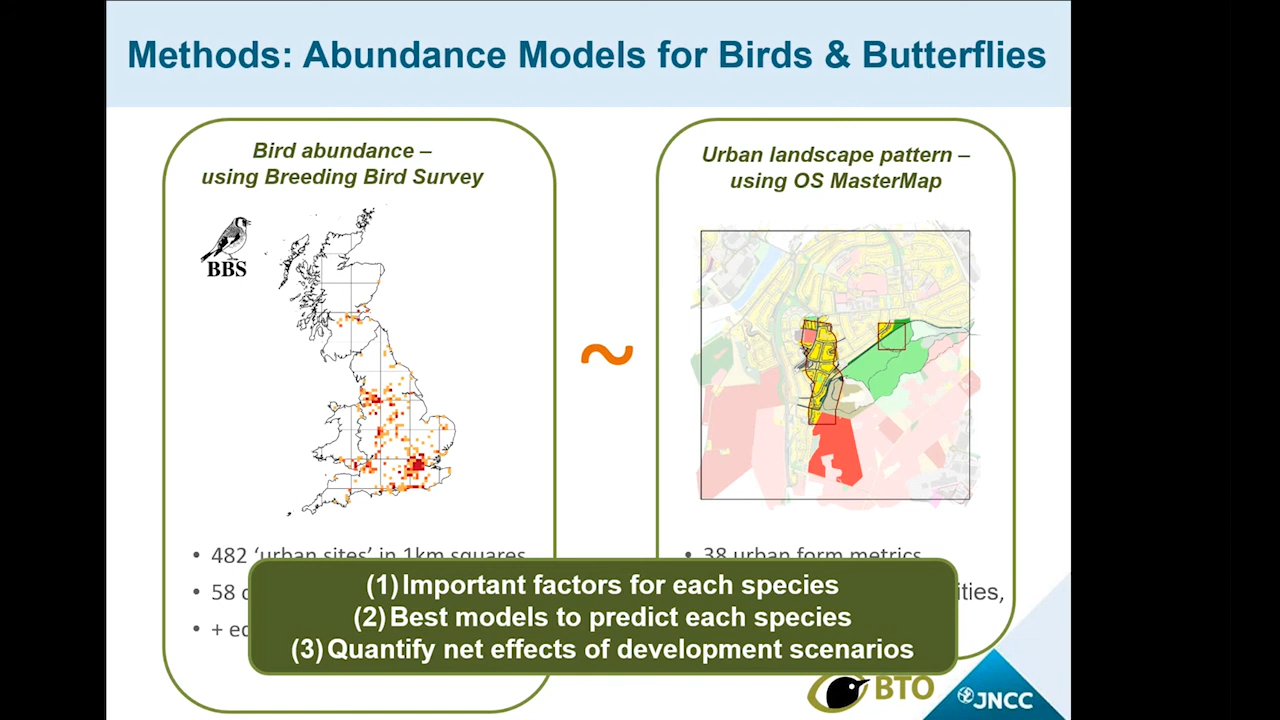 Methods: Abundance Models for Birds & Butterflies
Bird abundance –
using Breeding Bird Survey
BBS
• 482 ‘urban sites’ in 1km squares
• 58
• +
Urban landscape pattern –
using OS MasterMap
~
• 38 urban form metrics
(1) Important factors for each species
(2) Best models to predict each species
(3) Quantify net effects of development scenarios
BTO
JNCC